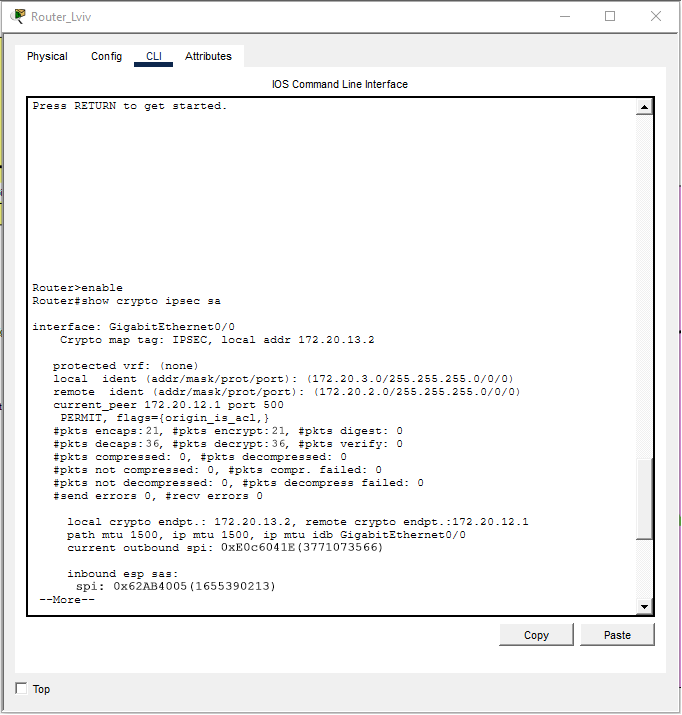 Router_Lviv
Physical Config CLI Attributes
IOS Command Line Interface
Press RETURN to get started.
Router>enable
Router#show crypto ipsec sa
interface: GigabitEthernet0/0
Crypto map tag: IPSEC, local addr 172.20.13.2
protected vrf: (none)
local ident (addr/mask/prot/port): (172.20.3.0/255.255.255.0/0/0)
remote ident (addr/mask/prot/port): (172.20.2.0/255.255.255.0/0/0)
current_peer 172.20.12.1 port 500
PERMIT, flags={origin_is_acl,}
#pkts encaps:21, #pkts encrypt:21, #pkts digest: 0
#pkts decaps:36, #pkts decrypt:36, #pkts verify: 0
#pkts compressed: 0, #pkts decompressed: 0
#pkts not compressed: 0, #pkts compr. failed: 0
#pkts not decompressed: 0, #pkts decompress failed: 0
#send errors 0, #recv errors 0
local crypto endpt.: 172.20.13.2, remote crypto endpt.:172.20.12.1
path mtu 1500, ip mtu 1500, ip mtu idb GigabitEthernet0/0
current outbound spi: 0xE0c6041E(3771073566)
inbound esp sas:
spi: 0x62AB4005(1655390213)
--More--
Copy Paste
Top